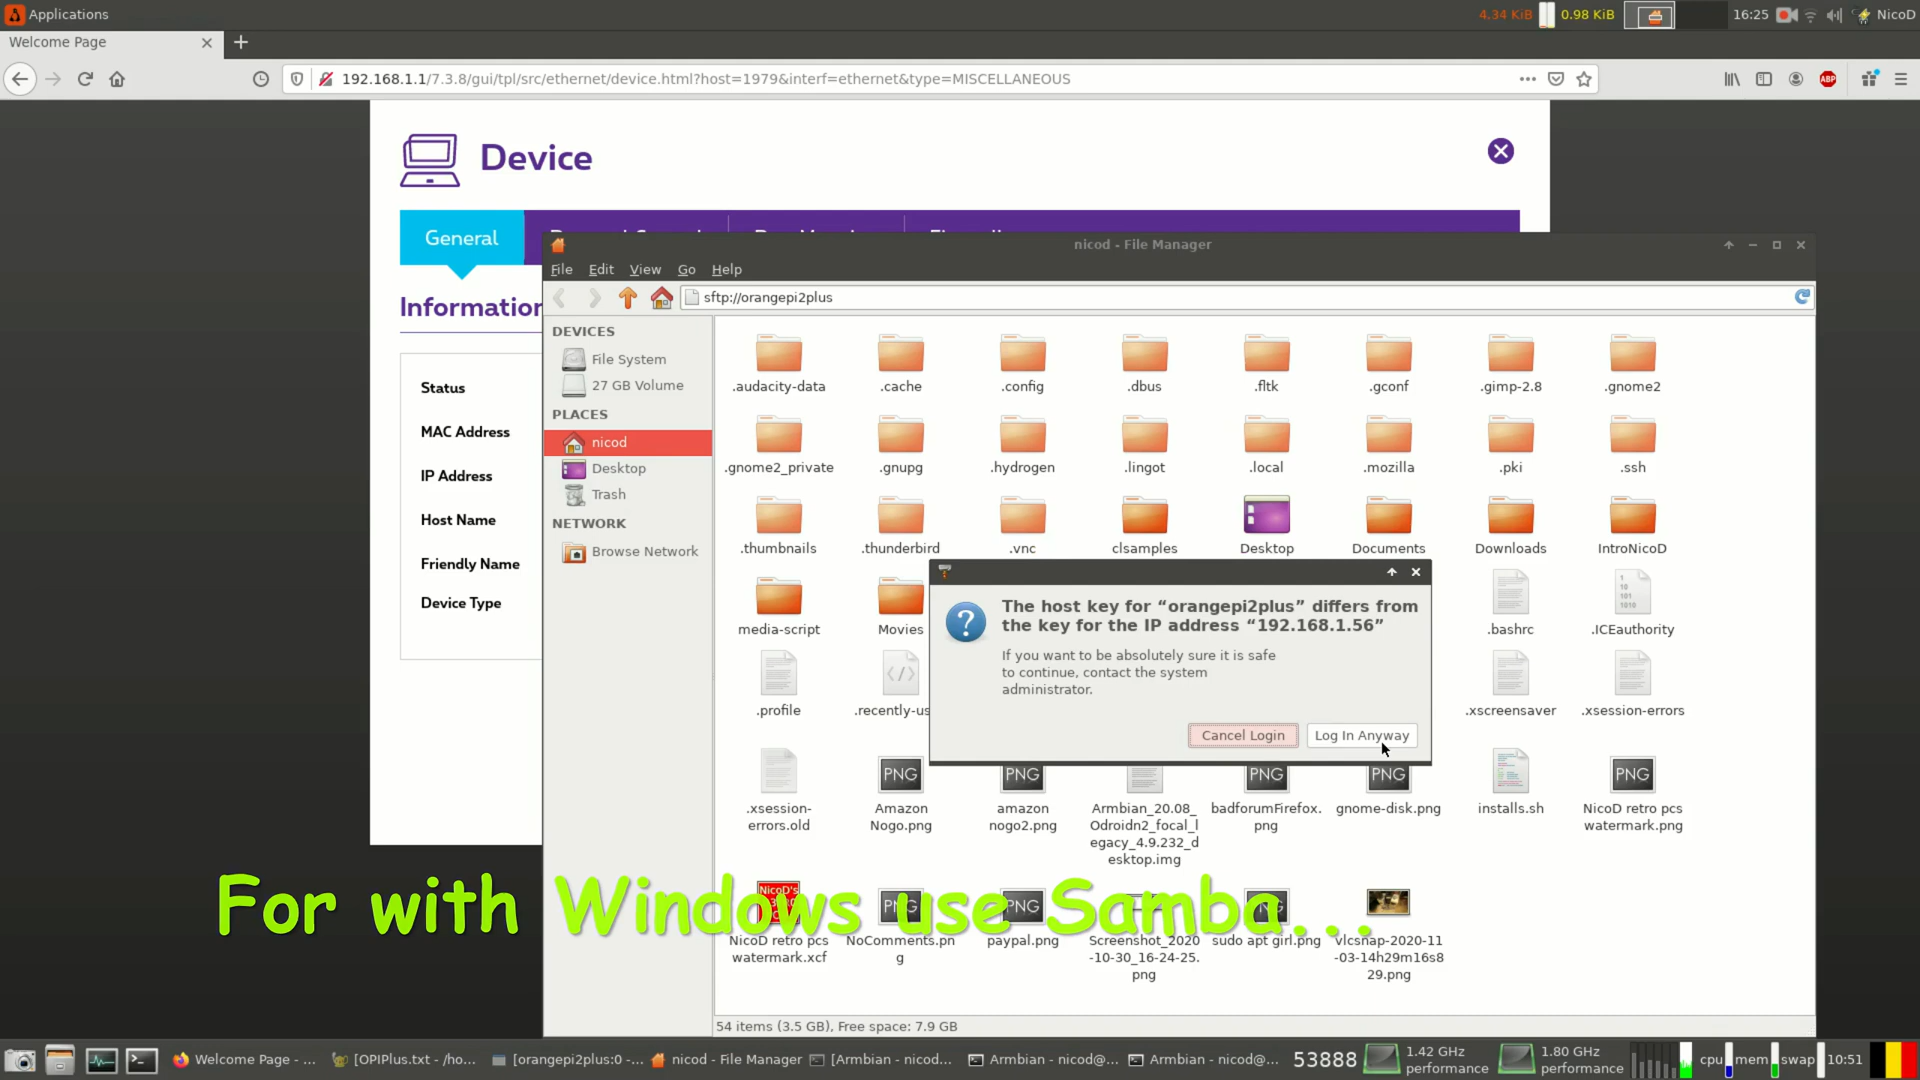 Applications
4.34 KiB
0.98 KiB
16:25
NicoD
Welcome Page
192.168.1.1/7.3.8/gui/tpl/src/ethernet/device.html?host=1979&interf=ethernet&type=MISCELLANEOUS
ABP
Device
General
Information
Status
MAC Address
IP Address
Host Name
Friendly Name
Device Type
nicod - File Manager
File Edit View Go Help
sftp://orangepi2plus
DEVICES
File System
27 GB Volume
PLACES
nicod
Desktop
Trash
NETWORK
Browse Network
.audacity-data .cache .config .dbus .fltk .gconf .gimp-2.8 .gnome2
.gnome2_private .gnupg .hydrogen .lingot .local .mozilla .pki .ssh
.thumbnails .thunderbird .vnc clsamples Desktop Documents Downloads IntroNicoD
media-script Movies .bashrc .ICEauthority
.profile .recently-us .xscreensaver .xsession-errors
The host key for “orangepi2plus” differs from
the key for the IP address “192.168.1.56”
If you want to be absolutely sure it is safe
to continue, contact the system
administrator.
Cancel Login
Log In Anyway
.xsession-
errors.old
Amazon
Nogo.png
amazon
nogo2.png
Armbian_20.08_
Odroidn2_focal_l
egacy_4.9.232_d
esktop.img
badforumFirefox.
png
gnome-disk.png
installs.sh
NicoD retro pcs
watermark.png
For with Windows use Samba...
NicoD retro pcs
watermark.xcf
NoComments.pn
g
paypal.png
Screenshot_2020
-10-30_16-24-25.
png
sudo apt girl.png
vlcsnap-2020-11
-03-14h29m16s8
29.png
54 items (3.5 GB), Free space: 7.9 GB
Welcome Page - ...
[OPIPlus.txt - /ho...
[orangepi2plus:0 -...
nicod - File Manager
[Armbian - nicod...
Armbian - nicod@...
Armbian - nicod@...
53888
1.42 GHz
performance
1.80 GHz
performance
cpu
mem
swap
10:51